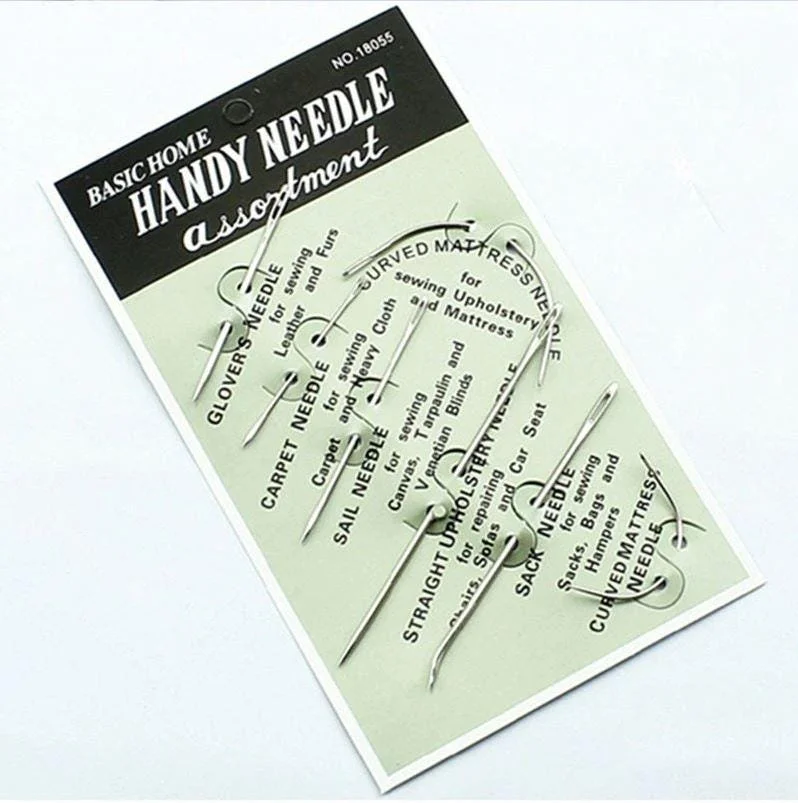 NO.18055
BASIC HOME
HANDY NEEDLE
assortment
GLOVER'S NEEDLE
for sewing
Leather and Furs
CARPET NEEDLE
for sewing
Carpet and Heavy Cloth
SAIL NEEDLE
for sewing
Canvas, Tarpaulin and
Venetian Blinds
CURVED MATTRESS NEEDLE
for
sewing Upholstery
and Mattress
STRAIGHT UPHOLSTERY NEEDLE
for repairing
Chairs, Sofas and Car Seat
SACK NEEDLE
for sewing
Sacks, Bags and
Hampers
CURVED MATTRESS
NEEDLE